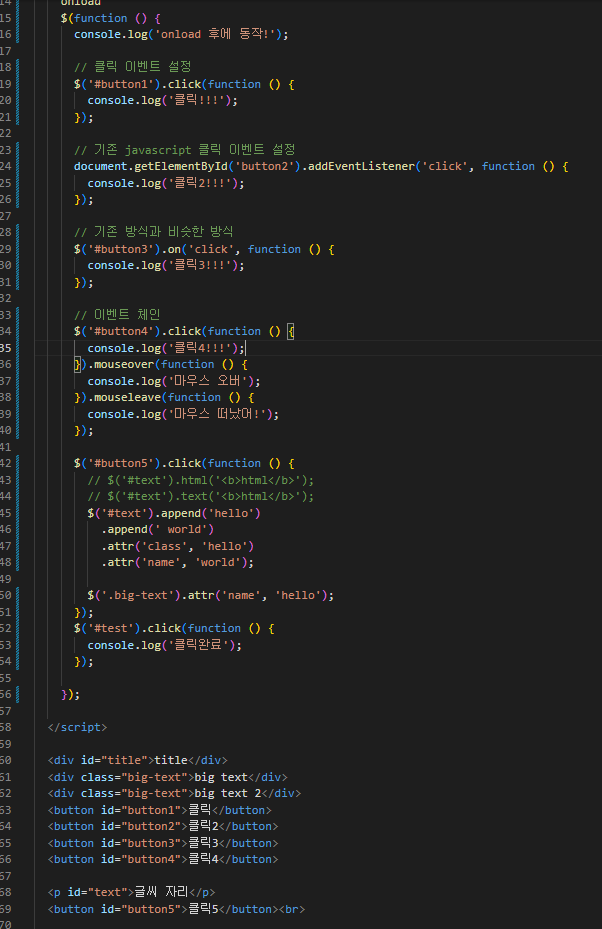 14 onload
15 $(function () {
16 console.log('onload 후에 동작!');
17
18 // 클릭 이벤트 설정
19 $('#button1').click(function () {
20 console.log('클릭!!!');
21 });
22
23 // 기존 javascript 클릭 이벤트 설정
24 document.getElementById('button2').addEventListener('click', function () {
25 console.log('클릭2!!!');
26 });
27
28 // 기존 방식과 비슷한 방식
29 $('#button3').on('click', function () {
30 console.log('클릭3!!!');
31 });
32
33 // 이벤트 체인
34 $('#button4').click(function () {
35 console.log('클릭4!!!');
36 }).mouseover(function () {
37 console.log('마우스 오버');
38 }).mouseleave(function () {
39 console.log('마우스 떠났어!');
40 });
41
42 $('#button5').click(function () {
43 // $('#text').html('<b>html</b>');
44 // $('#text').text('<b>html</b>');
45 $('#text').append('hello')
46 .append(' world')
47 .attr('class', 'hello')
48 .attr('name', 'world');
49
50 $('.big-text').attr('name', 'hello');
51 });
52 $('#test').click(function () {
53 console.log('클릭완료');
54 });
55
56 });
57
58 </script>
59
60 <div id="title">title</div>
61 <div class="big-text">big text</div>
62 <div class="big-text">big text 2</div>
63 <button id="button1">클릭</button>
64 <button id="button2">클릭2</button>
65 <button id="button3">클릭3</button>
66 <button id="button4">클릭4</button>
67
68 <p id="text">글씨 자리</p>
69 <button id="button5">클릭5</button><br>
70